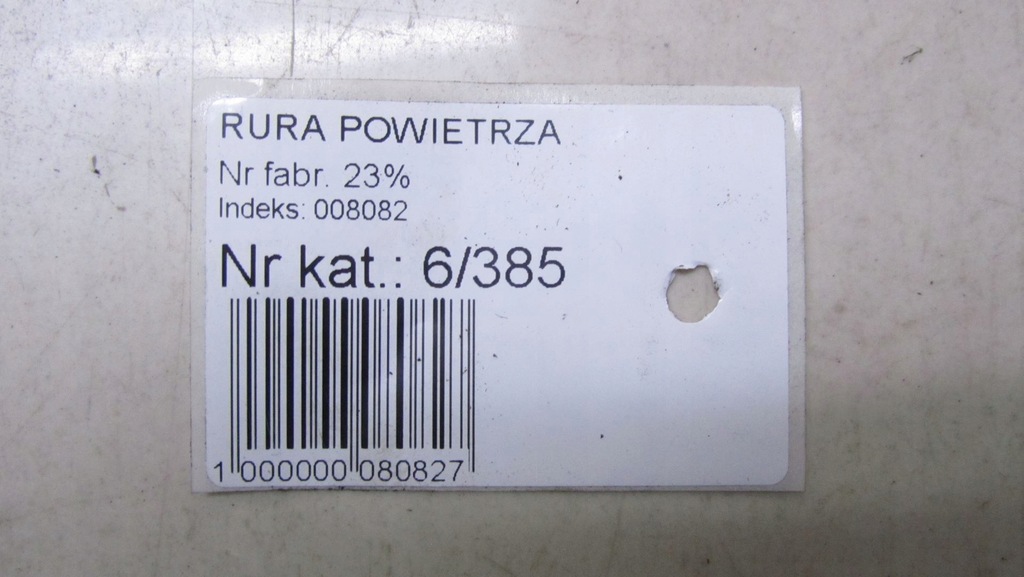 RURA POWIETRZA
Nr fabr. 23%
Indeks: 008082
Nr kat.: 6/385
1 000000 080827